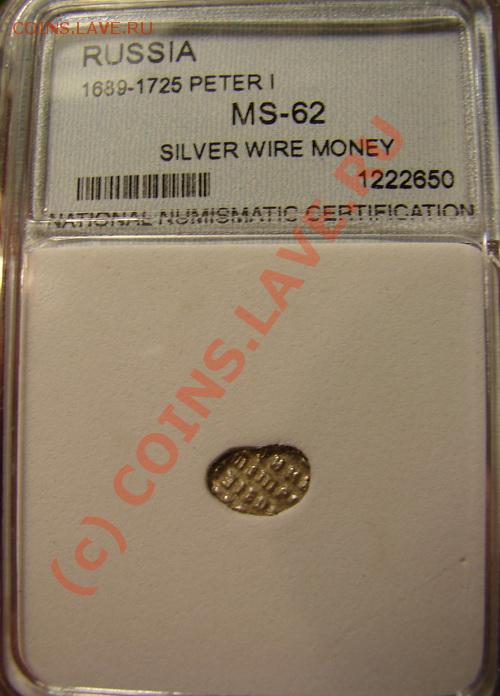 COINS.LAVE.RU
RUSSIA
1689-1725 PETER I
MS-62
SILVER WIRE MONEY
1222650
NATIONAL NUMISMATIC CERTIFICATION
(c) COINS.LAVE.RU